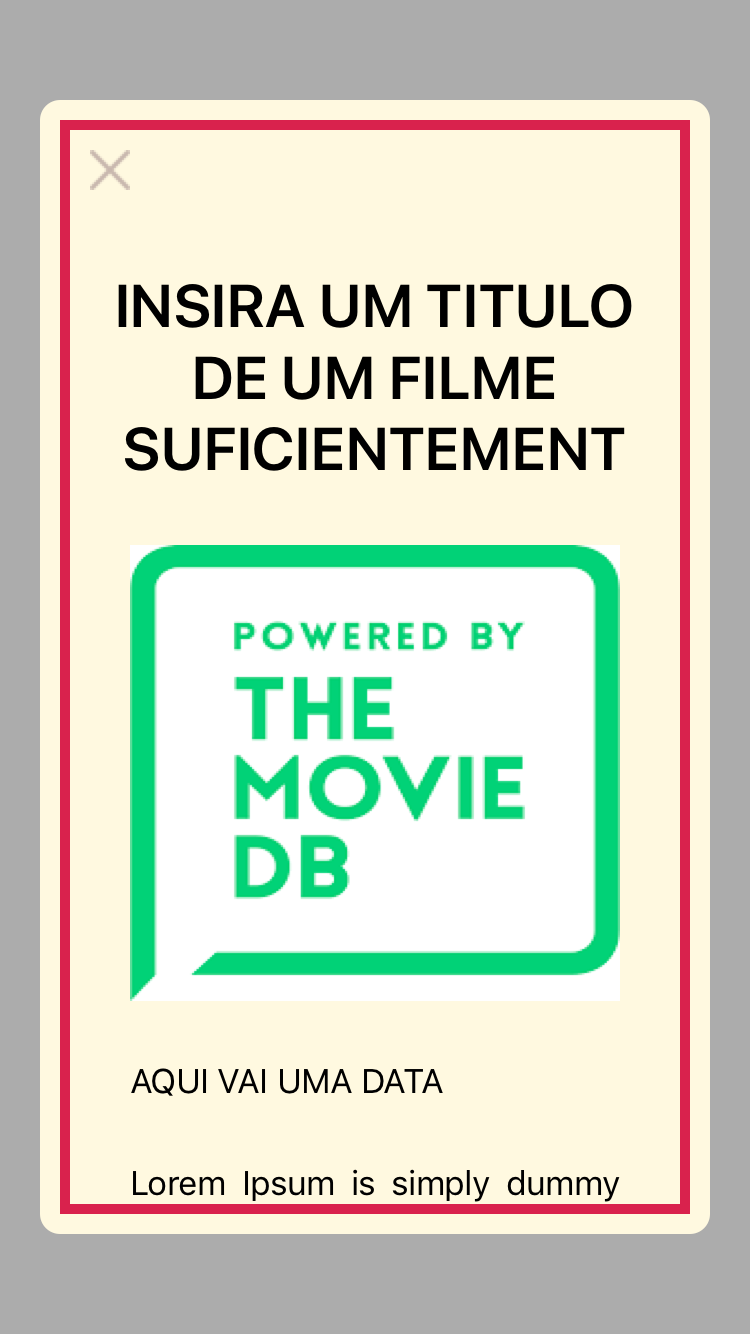 INSIRA UM TITULO
DE UM FILME
SUFICIENTEMENT
POWERED BY
THE
MOVIE
DB
AQUI VAI UMA DATA
Lorem Ipsum is simply dummy